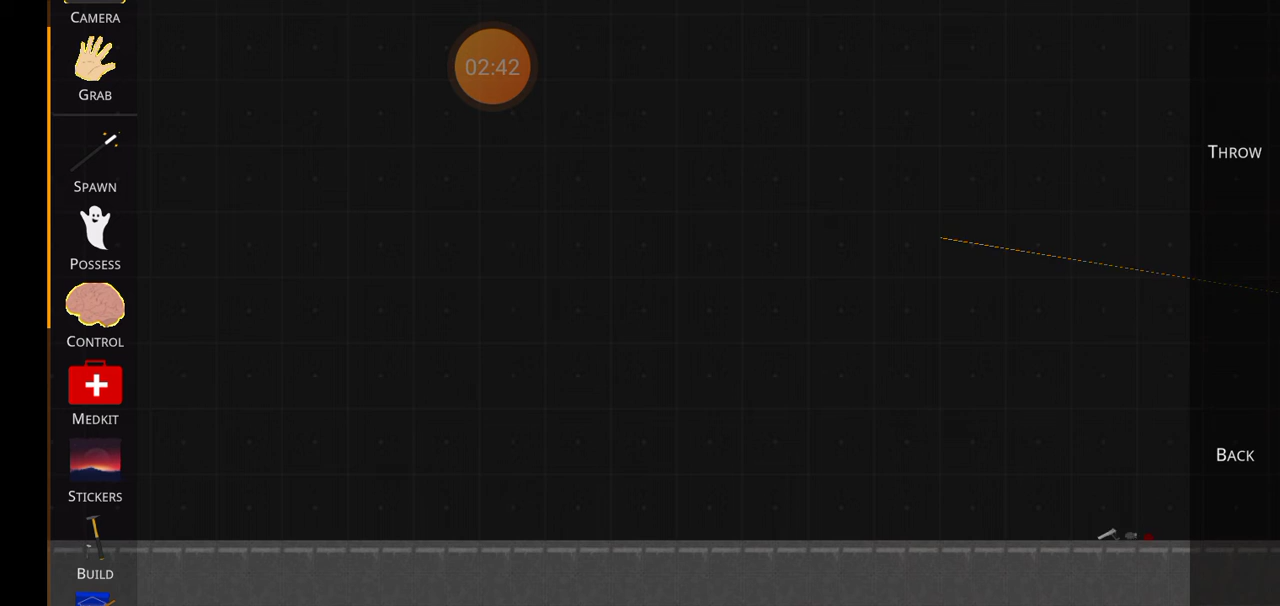 CAMERA
GRAB
SPAWN
POSSESS
CONTROL
MEDKIT
STICKERS
BUILD
02:42
THROW
BACK